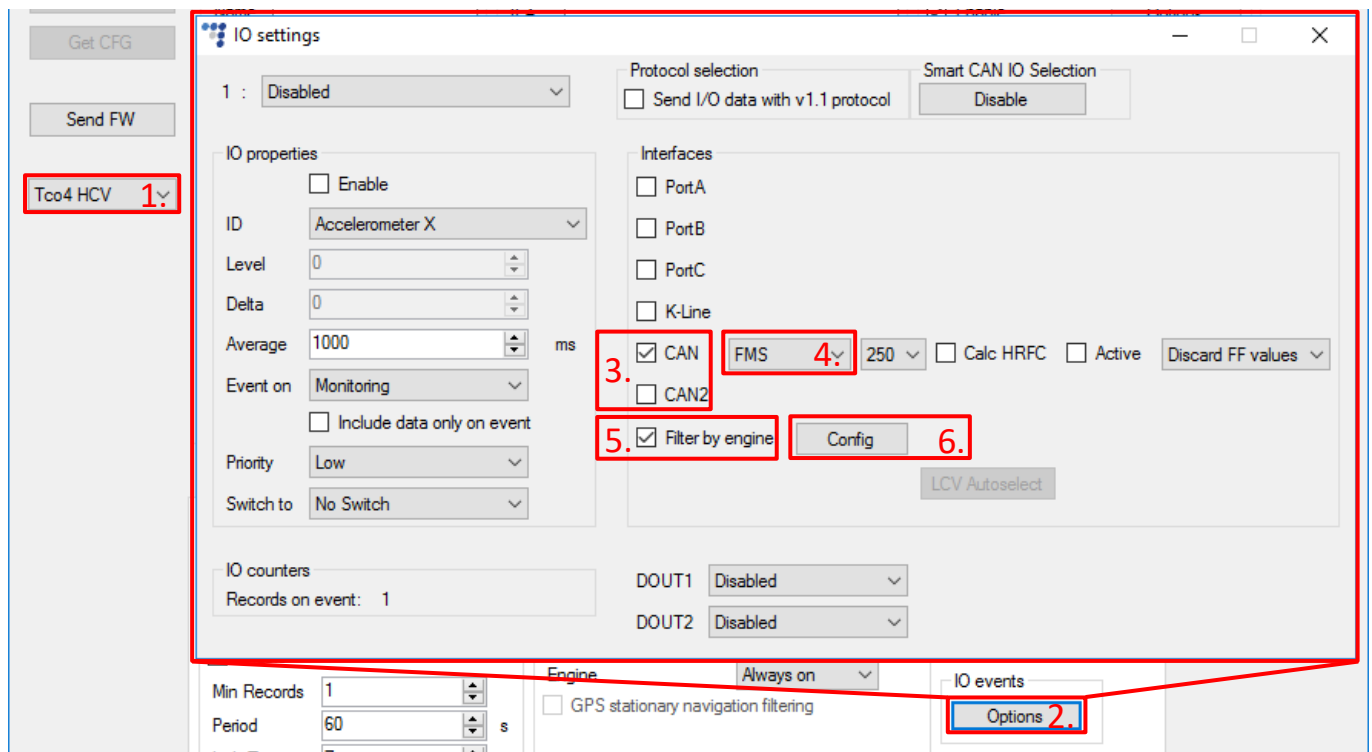 Get CFG
Send FW
Tco4 HCV 1.
IO settings
1 : Disabled
Protocol selection
Send I/O data with v1.1 protocol
Smart CAN IO Selection
Disable
IO properties
Enable
ID Accelerometer X
Level 0
Delta 0
Average 1000 ms
Event on Monitoring
Include data only on event
Priority Low
Switch to No Switch
Interfaces
PortA
PortB
PortC
K-Line
3. CAN FMS 4. 250 Calc HRFC Active Discard FF values
CAN2
5. Filter by engine Config 6.
LCV Autoselect
IO counters
Records on event: 1
DOUT1 Disabled
DOUT2 Disabled
Min Records 1
Period 60 s
Engine Always on
GPS stationary navigation filtering
IO events
Options 2.